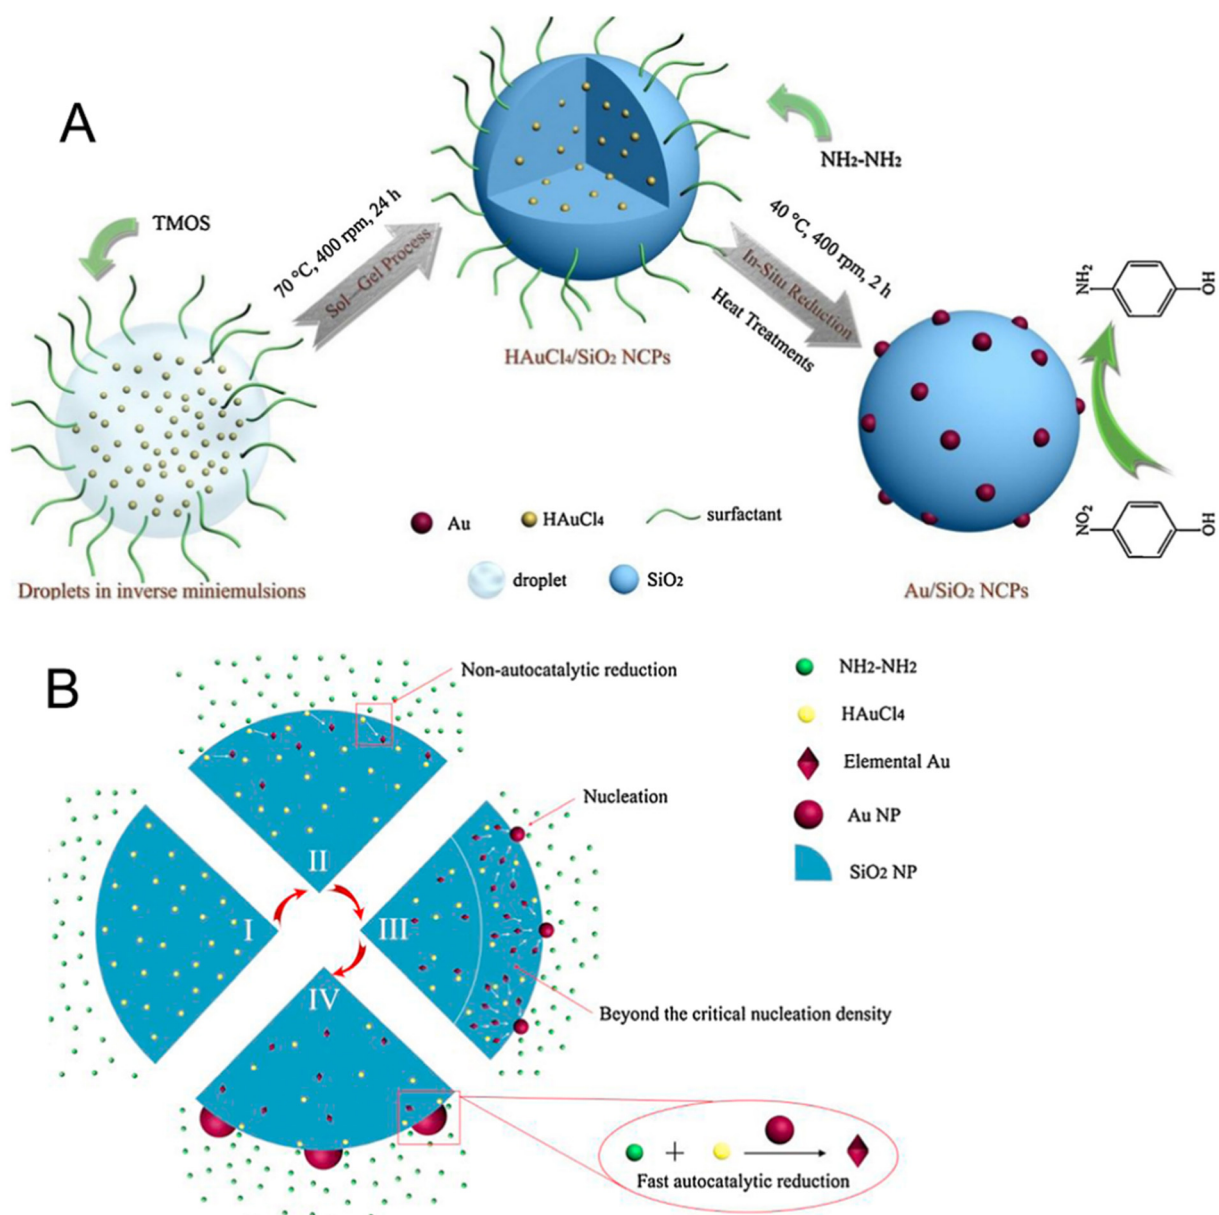 A
TMOS
70 °C, 400 rpm, 24 h
Sol—Gel Process
NH2-NH2
40 °C, 400 rpm, 2 h
In-Situ Reduction
Heat Treatments
HAuCl4/SiO2 NCPs
NH2
OH
NO2
OH
Au
HAuCl4
surfactant
droplet
SiO2
Droplets in inverse miniemulsions
Au/SiO2 NCPs
B
Non-autocatalytic reduction
NH2-NH2
HAuCl4
Elemental Au
Au NP
SiO2 NP
Nucleation
II
I
III
IV
Beyond the critical nucleation density
+
Fast autocatalytic reduction